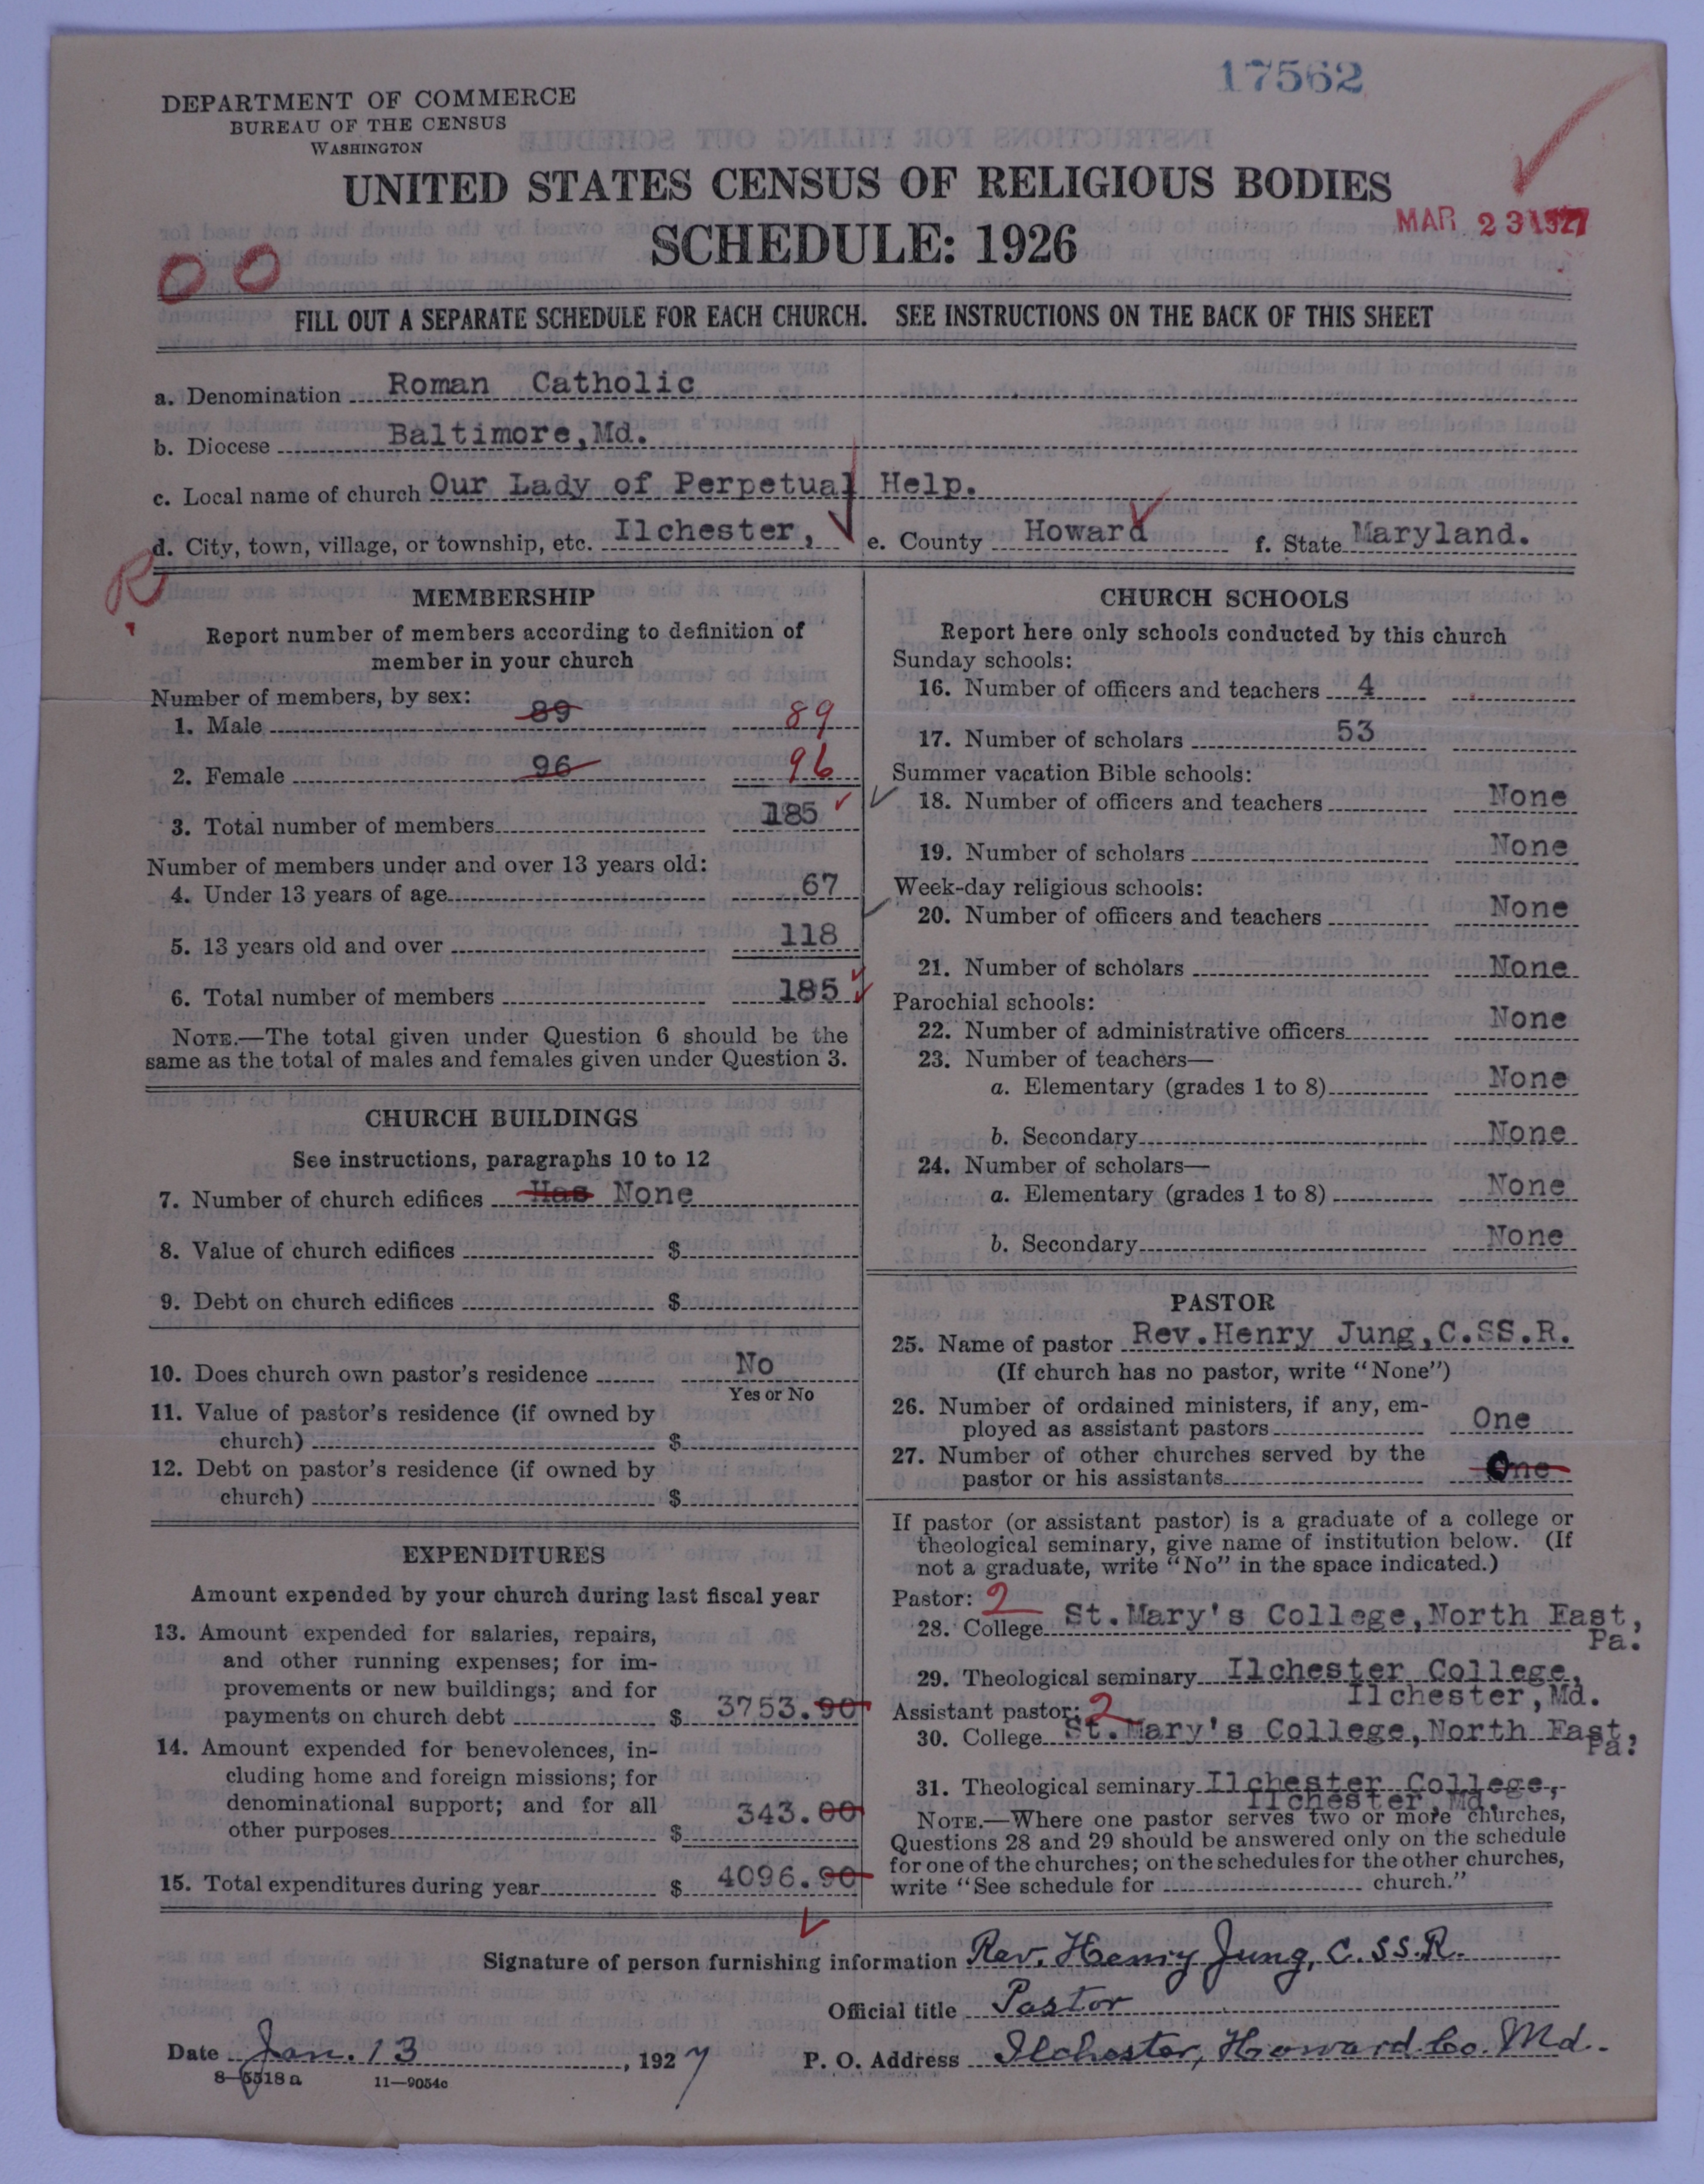 17562
DEPARTMENT OF COMMERCE
BUREAU OF THE CENSUS
WASHINGTON
UNITED STATES CENSUS OF RELIGIOUS BODIES
SCHEDULE: 1926
MAR 23 1927
00
FILL OUT A SEPARATE SCHEDULE FOR EACH CHURCH. SEE INSTRUCTIONS ON THE BACK OF THIS SHEET
a. Denomination Roman Catholic
b. Diocese Baltimore, Md.
c. Local name of church Our Lady of Perpetual Help.
d. City, town, village, or township, etc. Ilchester, e. County Howard f. State Maryland.
R
MEMBERSHIP
Report number of members according to definition of
member in your church
Number of members, by sex:
1. Male 89 89
2. Female 96 96
3. Total number of members 185
Number of members under and over 13 years old:
4. Under 13 years of age 67
5. 13 years old and over 118
6. Total number of members 185
NOTE.—The total given under Question 6 should be the
same as the total of males and females given under Question 3.
CHURCH BUILDINGS
See instructions, paragraphs 10 to 12
7. Number of church edifices Has None
8. Value of church edifices $
9. Debt on church edifices $
10. Does church own pastor's residence No
Yes or No
11. Value of pastor's residence (if owned by
church) $
12. Debt on pastor's residence (if owned by
church) $
EXPENDITURES
Amount expended by your church during last fiscal year
13. Amount expended for salaries, repairs,
and other running expenses; for im-
provements or new buildings; and for
payments on church debt $ 3753.90
14. Amount expended for benevolences, in-
cluding home and foreign missions; for
denominational support; and for all
other purposes $ 343.00
15. Total expenditures during year $ 4096.90
CHURCH SCHOOLS
Report here only schools conducted by this church
Sunday schools:
16. Number of officers and teachers 4
17. Number of scholars 53
Summer vacation Bible schools:
18. Number of officers and teachers None
19. Number of scholars None
Week-day religious schools:
20. Number of officers and teachers None
21. Number of scholars None
Parochial schools:
22. Number of administrative officers None
23. Number of teachers—
a. Elementary (grades 1 to 8) None
b. Secondary None
24. Number of scholars—
a. Elementary (grades 1 to 8) None
b. Secondary None
PASTOR
25. Name of pastor Rev. Henry Jung, C.SS.R.
(If church has no pastor, write "None")
26. Number of ordained ministers, if any, em-
ployed as assistant pastors One
27. Number of other churches served by the
pastor or his assistants One
If pastor (or assistant pastor) is a graduate of a college or
theological seminary, give name of institution below. (If
not a graduate, write "No" in the space indicated.)
Pastor: 2
28. College St. Mary's College, North East,
Pa.
29. Theological seminary Ilchester College,
Ilchester, Md.
Assistant pastor: 2
30. College St. Mary's College, North East,
Pa.
31. Theological seminary Ilchester College,
Ilchester, Md.
NOTE.—Where one pastor serves two or more churches,
Questions 28 and 29 should be answered only on the schedule
for one of the churches; on the schedules for the other churches,
write "See schedule for church."
Signature of person furnishing information Rev. Henry Jung, C.SS.R.
Official title Pastor
Date Jan. 13, 1927 P. O. Address Ilchester, Howard Co. Md.
8—5518a 11—9054c